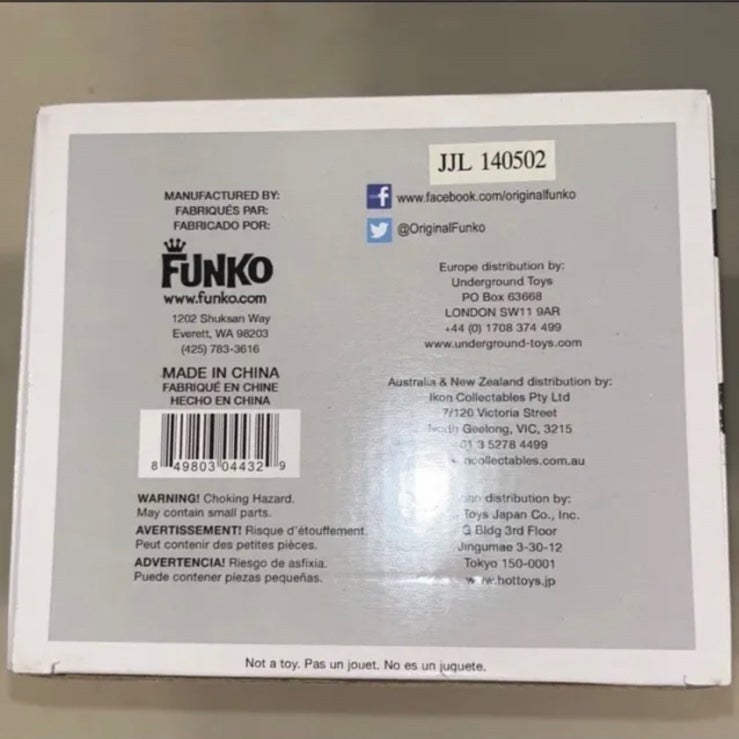 JJL 140502
MANUFACTURED BY:
FABRIQUÉS PAR:
FABRICADO POR:
FUNKO
www.funko.com
1202 Shuksan Way
Everett, WA 98203
(425) 783-3616
MADE IN CHINA
FABRIQUÉ EN CHINE
HECHO EN CHINA
8 49803 04432 9
WARNING! Choking Hazard.
May contain small parts.
AVERTISSEMENT! Risque d'étouffement.
Peut contenir des petites pièces.
ADVERTENCIA! Riesgo de asfixia.
Puede contener piezas pequeñas.
f www.facebook.com/originalfunko
@OriginalFunko
Europe distribution by:
Underground Toys
PO Box 63668
LONDON SW11 9AR
+44 (0) 1708 374 499
www.underground-toys.com
Australia & New Zealand distribution by:
Ikon Collectables Pty Ltd
7/120 Victoria Street
North Geelong, VIC, 3215
3 5278 4499
distribution by:
Toys Japan Co., Inc.
Bldg 3rd Floor
Jingumae 3-30-12
Tokyo 150-0001
www.hottoys.jp
Not a toy. Pas un jouet. No es un juguete.